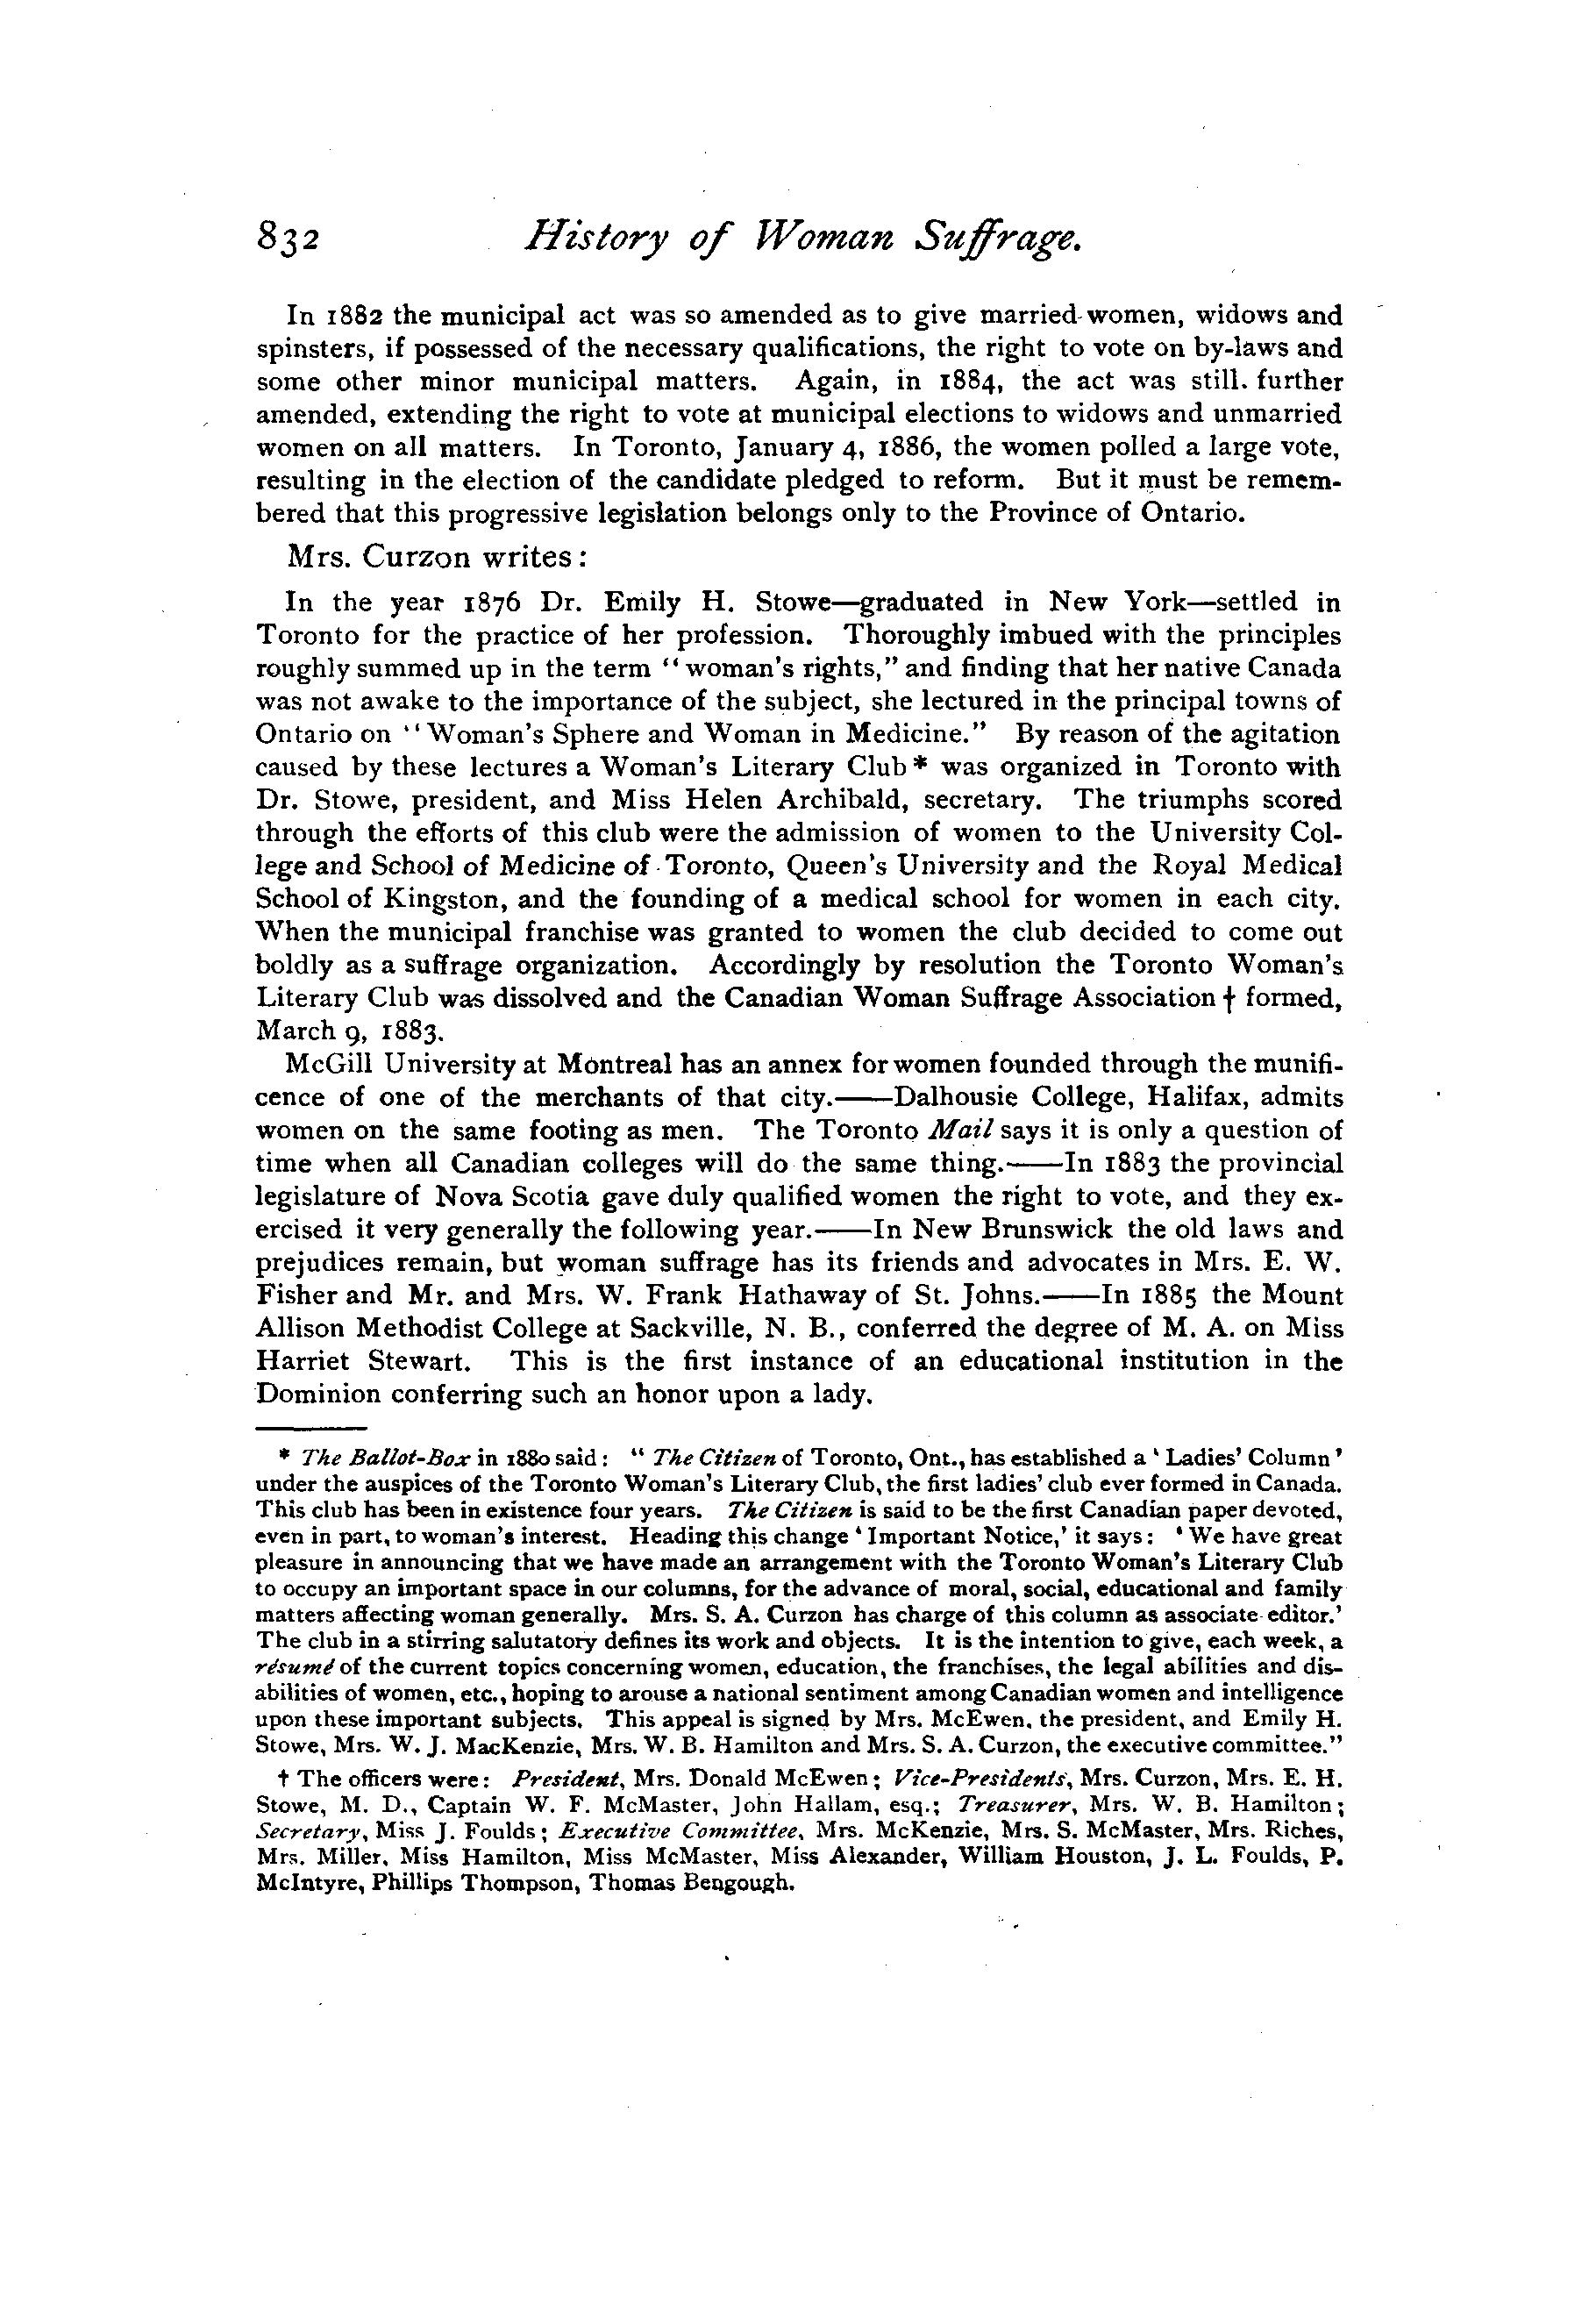 832 History of Woman Suffrage.
In 1882 the municipal act was so amended as to give married women, widows and
spinsters, if possessed of the necessary qualifications, the right to vote on by-laws and
some other minor municipal matters. Again, in 1884, the act was still. further
amended, extending the right to vote at municipal elections to widows and unmarried
women on all matters. In Toronto, January 4, 1886, the women polled a large vote,
resulting in the election of the candidate pledged to reform. But it must be remem-
bered that this progressive legislation belongs only to the Province of Ontario.
Mrs. Curzon writes:
In the year 1876 Dr. Emily H. Stowe—graduated in New York—settled in
Toronto for the practice of her profession. Thoroughly imbued with the principles
roughly summed up in the term "woman's rights," and finding that her native Canada
was not awake to the importance of the subject, she lectured in the principal towns of
Ontario on "Woman's Sphere and Woman in Medicine." By reason of the agitation
caused by these lectures a Woman's Literary Club* was organized in Toronto with
Dr. Stowe, president, and Miss Helen Archibald, secretary. The triumphs scored
through the efforts of this club were the admission of women to the University Col-
lege and School of Medicine of Toronto, Queen's University and the Royal Medical
School of Kingston, and the founding of a medical school for women in each city.
When the municipal franchise was granted to women the club decided to come out
boldly as a suffrage organization. Accordingly by resolution the Toronto Woman's
Literary Club was dissolved and the Canadian Woman Suffrage Association † formed,
March 9, 1883.
McGill University at Montreal has an annex for women founded through the munifi-
cence of one of the merchants of that city.——Dalhousie College, Halifax, admits
women on the same footing as men. The Toronto Mail says it is only a question of
time when all Canadian colleges will do the same thing.——In 1883 the provincial
legislature of Nova Scotia gave duly qualified women the right to vote, and they ex-
ercised it very generally the following year.——In New Brunswick the old laws and
prejudices remain, but woman suffrage has its friends and advocates in Mrs. E. W.
Fisher and Mr. and Mrs. W. Frank Hathaway of St. Johns.——In 1885 the Mount
Allison Methodist College at Sackville, N. B., conferred the degree of M. A. on Miss
Harriet Stewart. This is the first instance of an educational institution in the
Dominion conferring such an honor upon a lady.
* The Ballot-Box in 1880 said: "The Citizen of Toronto, Ont., has established a 'Ladies' Column'
under the auspices of the Toronto Woman's Literary Club, the first ladies' club ever formed in Canada.
This club has been in existence four years. The Citizen is said to be the first Canadian paper devoted,
even in part, to woman's interest. Heading this change 'Important Notice,' it says: 'We have great
pleasure in announcing that we have made an arrangement with the Toronto Woman's Literary Club
to occupy an important space in our columns, for the advance of moral, social, educational and family
matters affecting woman generally. Mrs. S. A. Curzon has charge of this column as associate editor.'
The club in a stirring salutatory defines its work and objects. It is the intention to give, each week, a
résumé of the current topics concerning women, education, the franchises, the legal abilities and dis-
abilities of women, etc., hoping to arouse a national sentiment among Canadian women and intelligence
upon these important subjects. This appeal is signed by Mrs. McEwen, the president, and Emily H.
Stowe, Mrs. W. J. MacKenzie, Mrs. W. B. Hamilton and Mrs. S. A. Curzon, the executive committee."
† The officers were: President, Mrs. Donald McEwen; Vice-Presidents, Mrs. Curzon, Mrs. E. H.
Stowe, M. D., Captain W. F. McMaster, John Hallam, esq.; Treasurer, Mrs. W. B. Hamilton;
Secretary, Miss J. Foulds; Executive Committee, Mrs. McKenzie, Mrs. S. McMaster, Mrs. Riches,
Mrs. Miller, Miss Hamilton, Miss McMaster, Miss Alexander, William Houston, J. L. Foulds, P.
McIntyre, Phillips Thompson, Thomas Bengough.